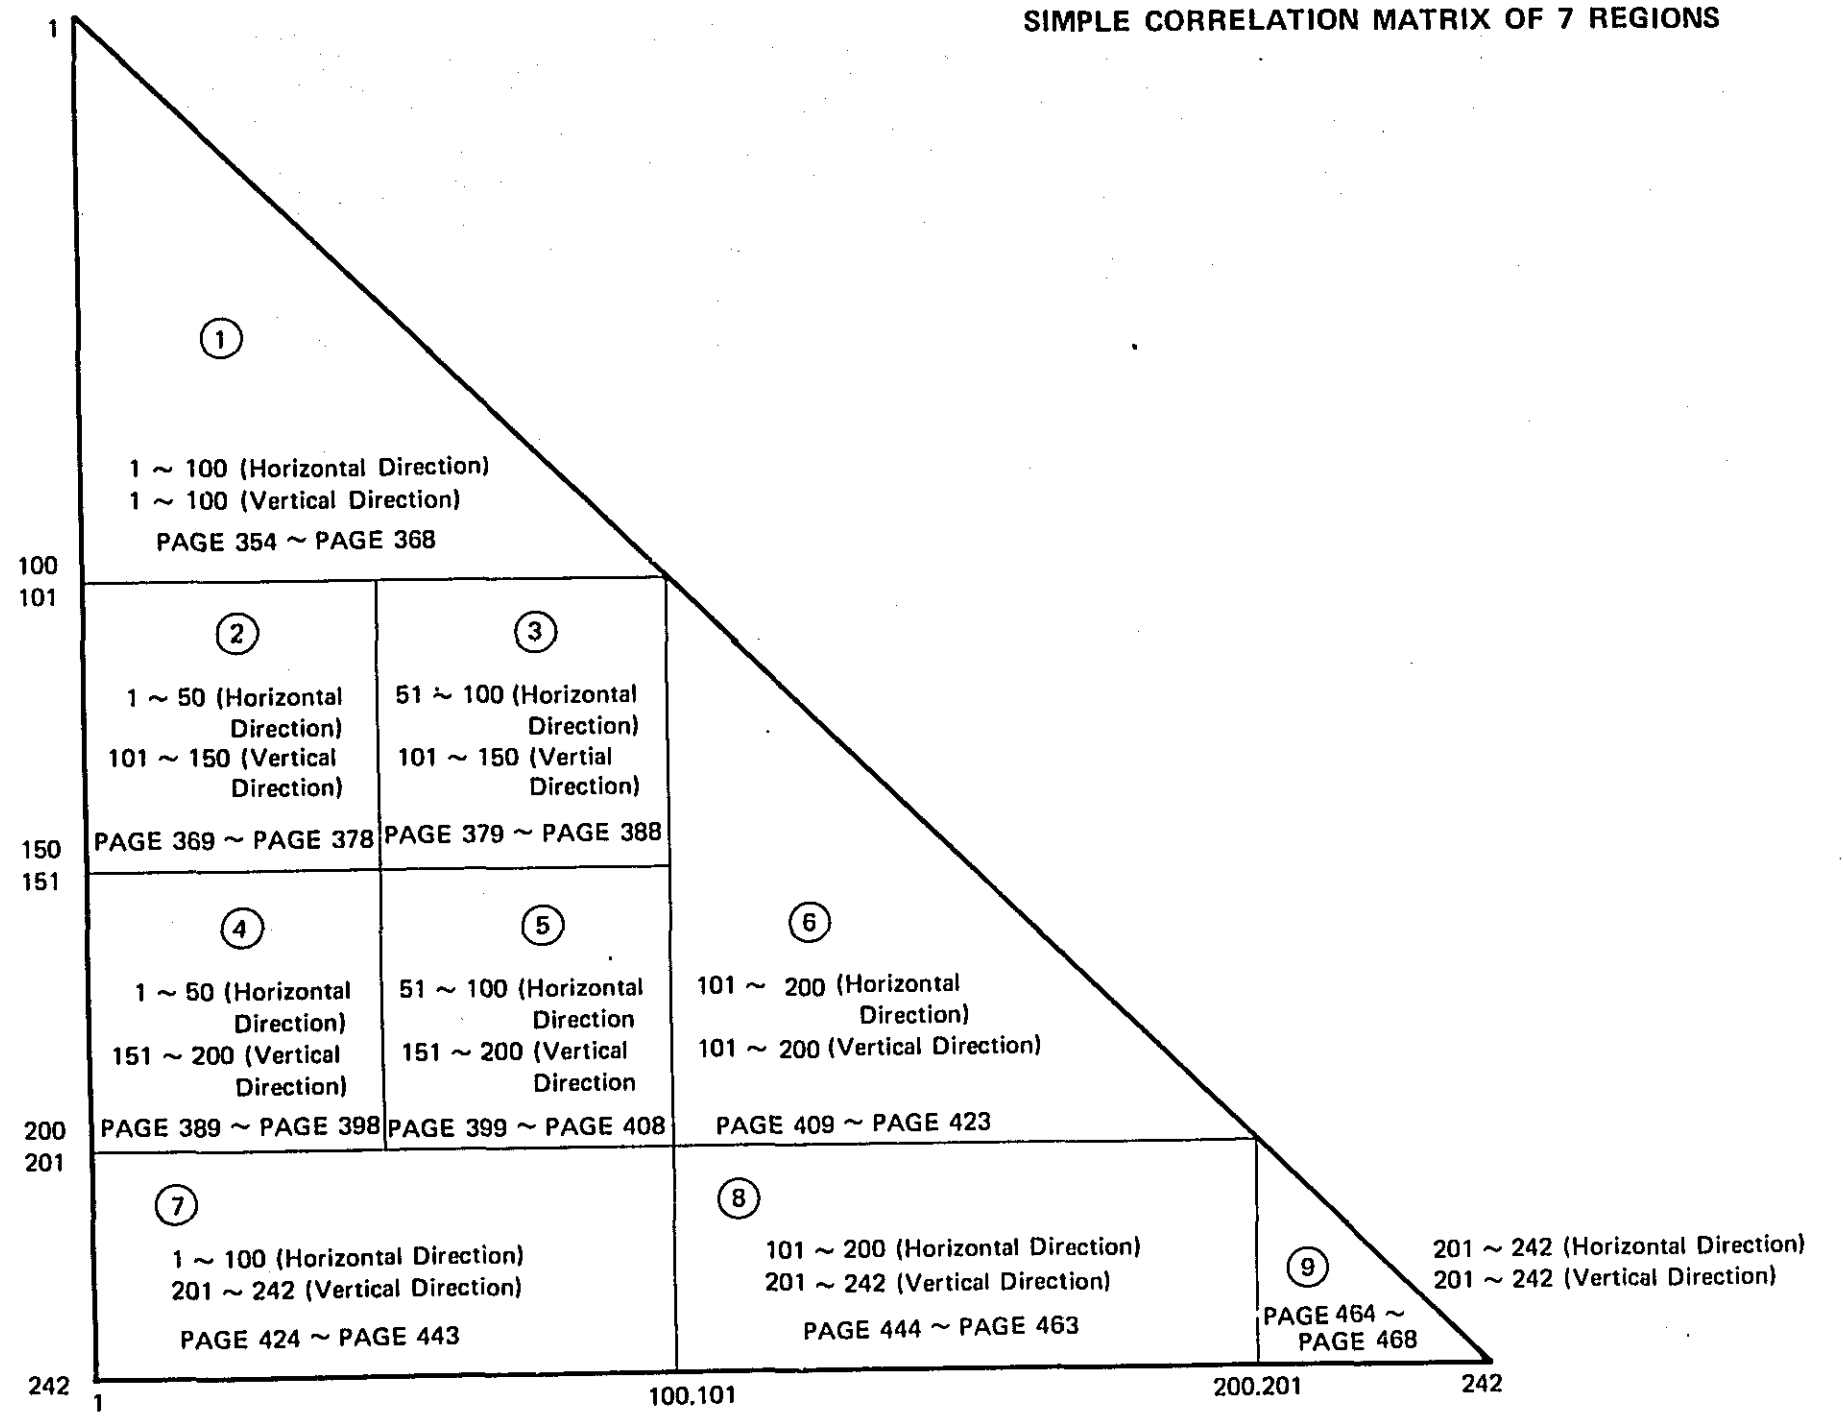 SIMPLE CORRELATION MATRIX OF 7 REGIONS
1
1
1 ~ 100 (Horizontal Direction)
1 ~ 100 (Vertical Direction)
PAGE 354 ~ PAGE 368
100
101
2
1 ~ 50 (Horizontal
Direction)
101 ~ 150 (Vertical
Direction)
PAGE 369 ~ PAGE 378
3
51 ~ 100 (Horizontal
Direction)
101 ~ 150 (Vertial
Direction)
PAGE 379 ~ PAGE 388
150
151
4
1 ~ 50 (Horizontal
Direction)
151 ~ 200 (Vertical
Direction)
PAGE 389 ~ PAGE 398
5
51 ~ 100 (Horizontal
Direction
151 ~ 200 (Vertical
Direction
PAGE 399 ~ PAGE 408
6
101 ~ 200 (Horizontal
Direction)
101 ~ 200 (Vertical Direction)
PAGE 409 ~ PAGE 423
200
201
7
1 ~ 100 (Horizontal Direction)
201 ~ 242 (Vertical Direction)
PAGE 424 ~ PAGE 443
8
101 ~ 200 (Horizontal Direction)
201 ~ 242 (Vertical Direction)
PAGE 444 ~ PAGE 463
9
PAGE 464 ~
PAGE 468
201 ~ 242 (Horizontal Direction)
201 ~ 242 (Vertical Direction)
242
1
100.101
200.201
242